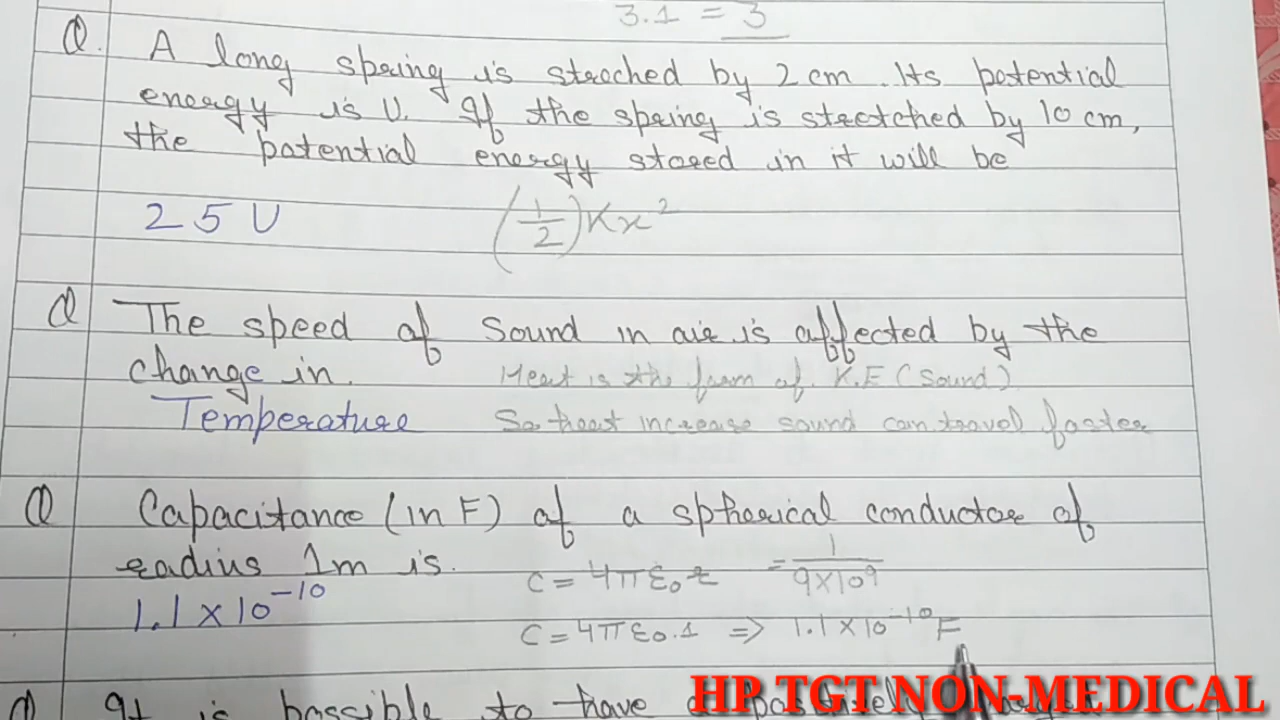 3.1 = 3
Q. A long spring is streched by 2 cm. Its potential
energy is U. If the spring is stretched by 10 cm,
the potential energy stored in it will be
25 U (1/2) Kx²
Q The speed of Sound in air is affected by the
change in. Heat is the form of K.E (Sound)
Temperature So heat increase sound can travel faster
Q Capacitance (in F) of a spherical conductor of
radius 1m is. C = 4πε₀r = 1/9×10⁹
1.1 × 10⁻¹⁰
C = 4πε₀.1 => 1.1 × 10⁻¹⁰ F
Q It is possible to have a positively
HP TGT NON-MEDICAL